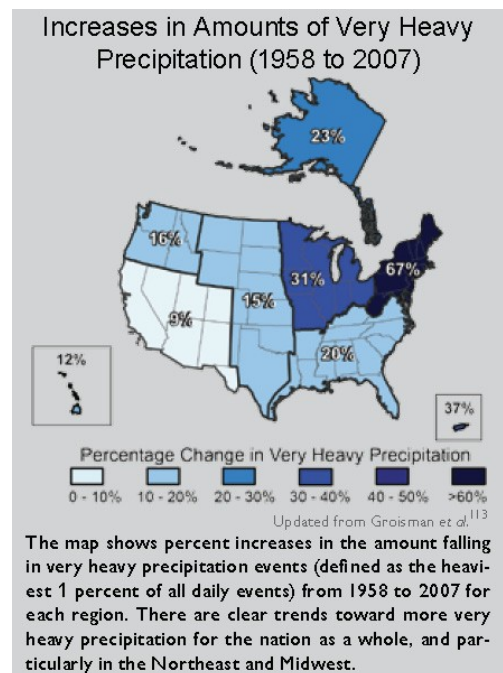 Increases in Amounts of Very Heavy
Precipitation (1958 to 2007)
23%
16%
67%
31%
15%
9%
20%
12%
37%
Percentage Change in Very Heavy Precipitation
0 - 10% 10 - 20% 20 - 30% 30 - 40% 40 - 50% >60%
Updated from Groisman et al.113
The map shows percent increases in the amount falling
in very heavy precipitation events (defined as the heavi-
est 1 percent of all daily events) from 1958 to 2007 for
each region. There are clear trends toward more very
heavy precipitation for the nation as a whole, and par-
ticularly in the Northeast and Midwest.